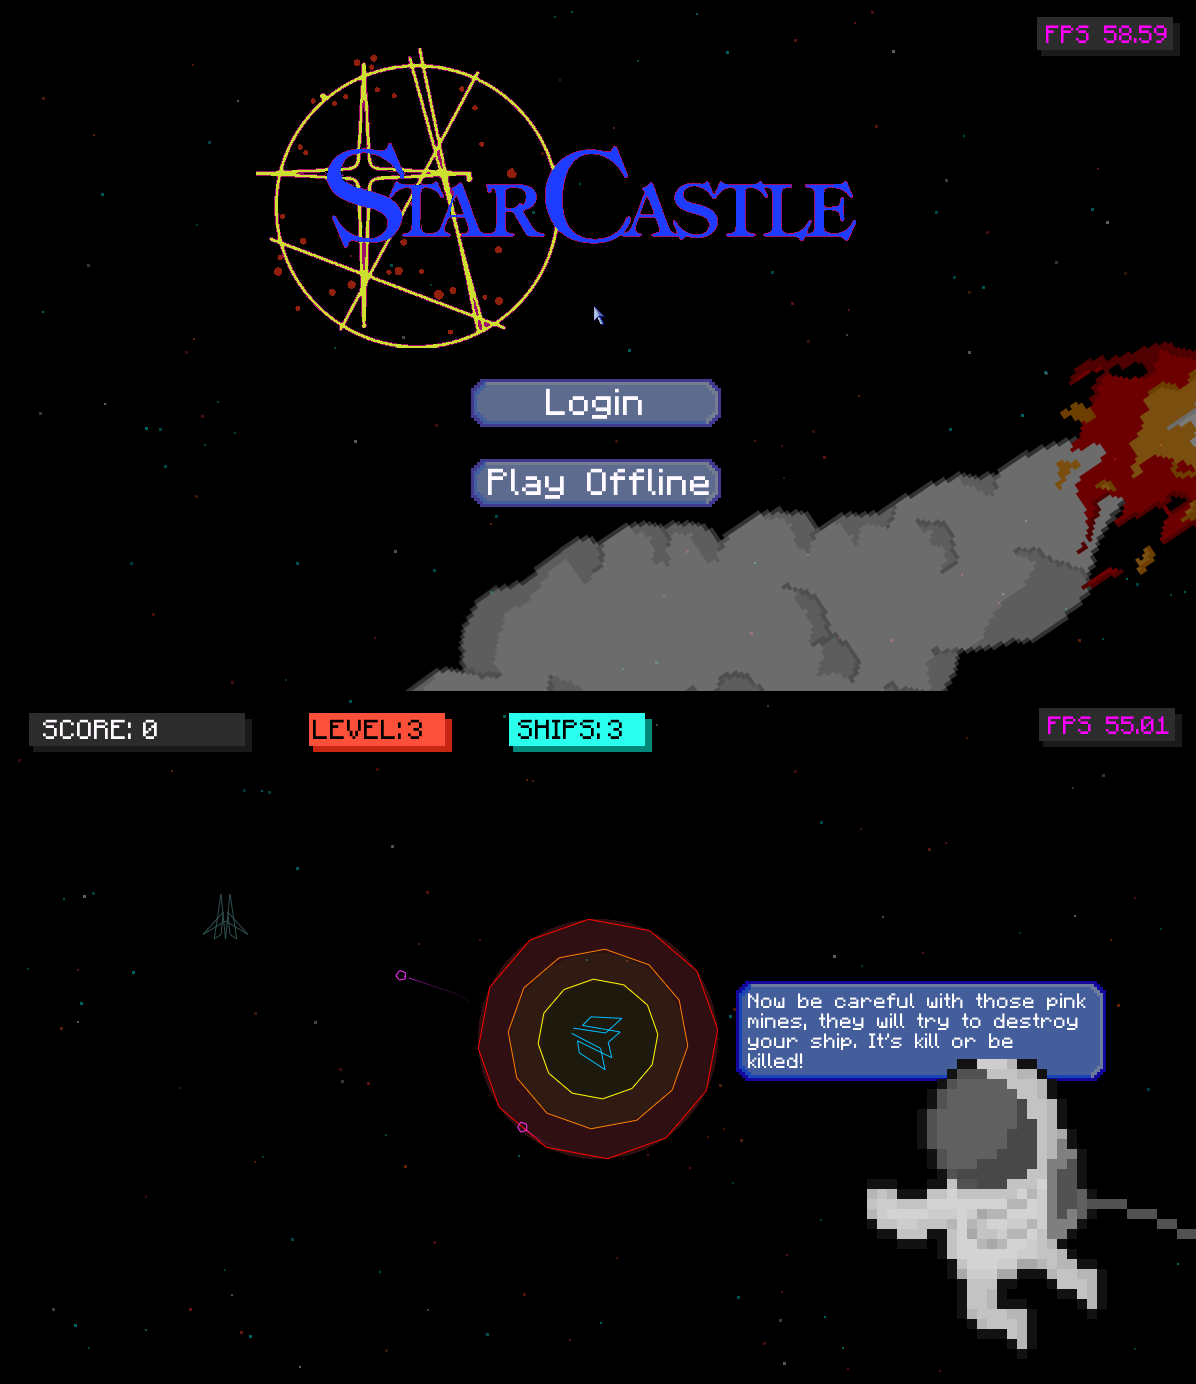 FPS 58.59
STARCASTLE
Login
Play Offline
SCORE: 0
LEVEL: 3
SHIPS: 3
FPS 55.01
Now be careful with those pink
mines, they will try to destroy
your ship. It's kill or be
killed!